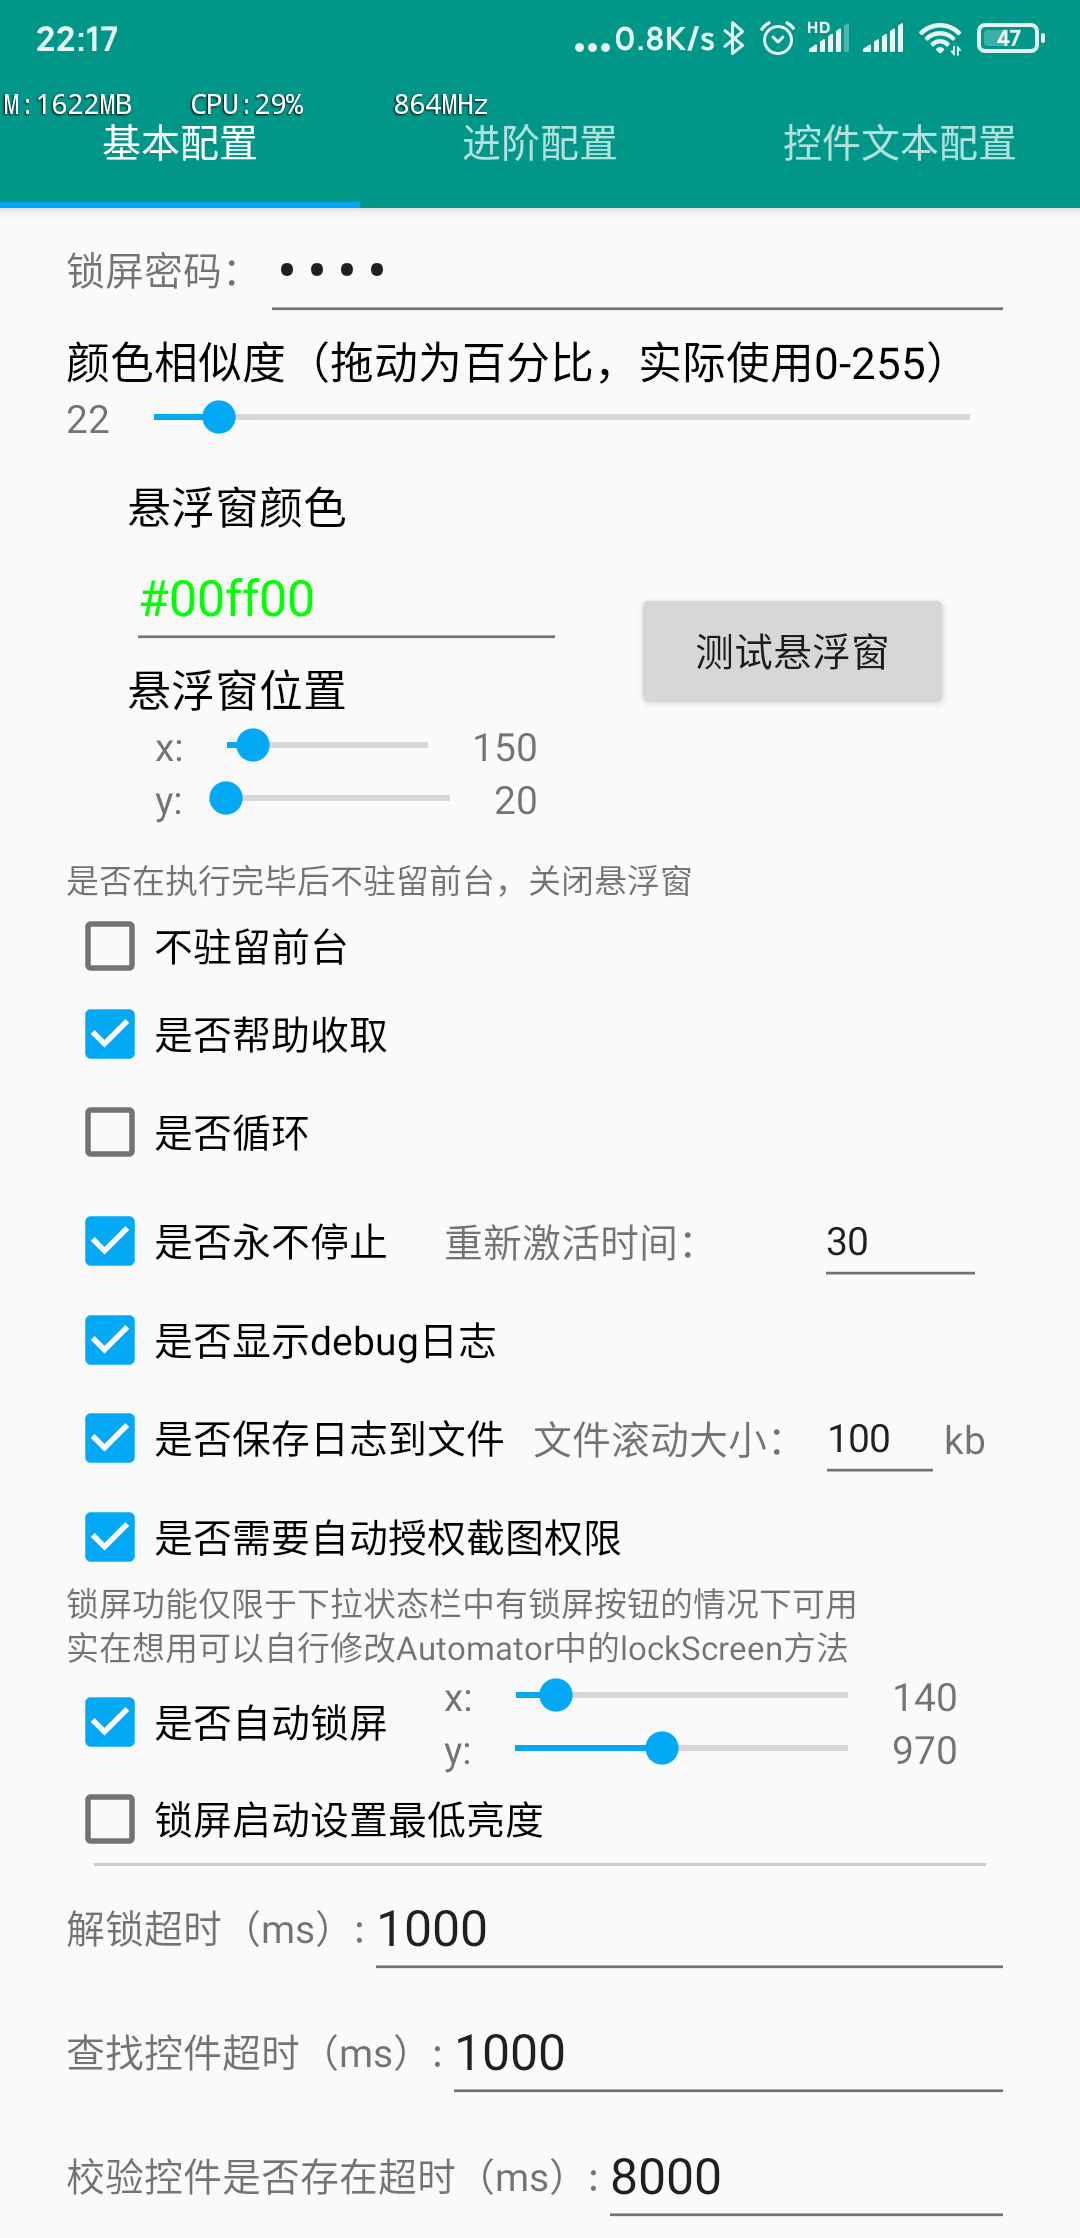 22:17
...0.8K/s
HD
47
M:1622MB CPU:29% 864MHz
基本配置 进阶配置 控件文本配置
锁屏密码： ••••
颜色相似度（拖动为百分比，实际使用0-255）
22
悬浮窗颜色
#00ff00
测试悬浮窗
悬浮窗位置
x: 150
y: 20
是否在执行完毕后不驻留前台，关闭悬浮窗
不驻留前台
是否帮助收取
是否循环
是否永不停止 重新激活时间： 30
是否显示debug日志
是否保存日志到文件 文件滚动大小： 100 kb
是否需要自动授权截图权限
锁屏功能仅限于下拉状态栏中有锁屏按钮的情况下可用
实在想用可以自行修改Automator中的lockScreen方法
是否自动锁屏 x: 140
y: 970
锁屏启动设置最低亮度
解锁超时（ms）: 1000
查找控件超时（ms）: 1000
校验控件是否存在超时（ms）: 8000